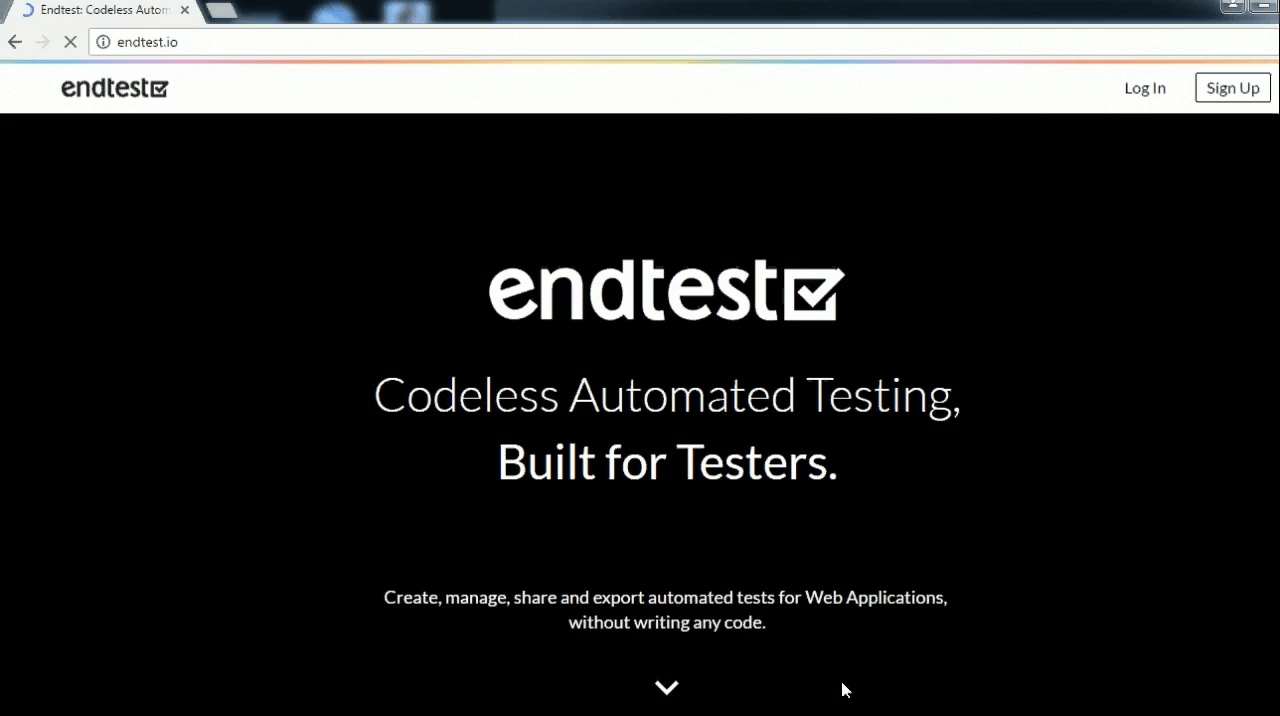 Endtest: Codeless Autom
endtest.io
endtest
Log In
Sign Up
endtest
Codeless Automated Testing,
Built for Testers.
Create, manage, share and export automated tests for Web Applications,
without writing any code.